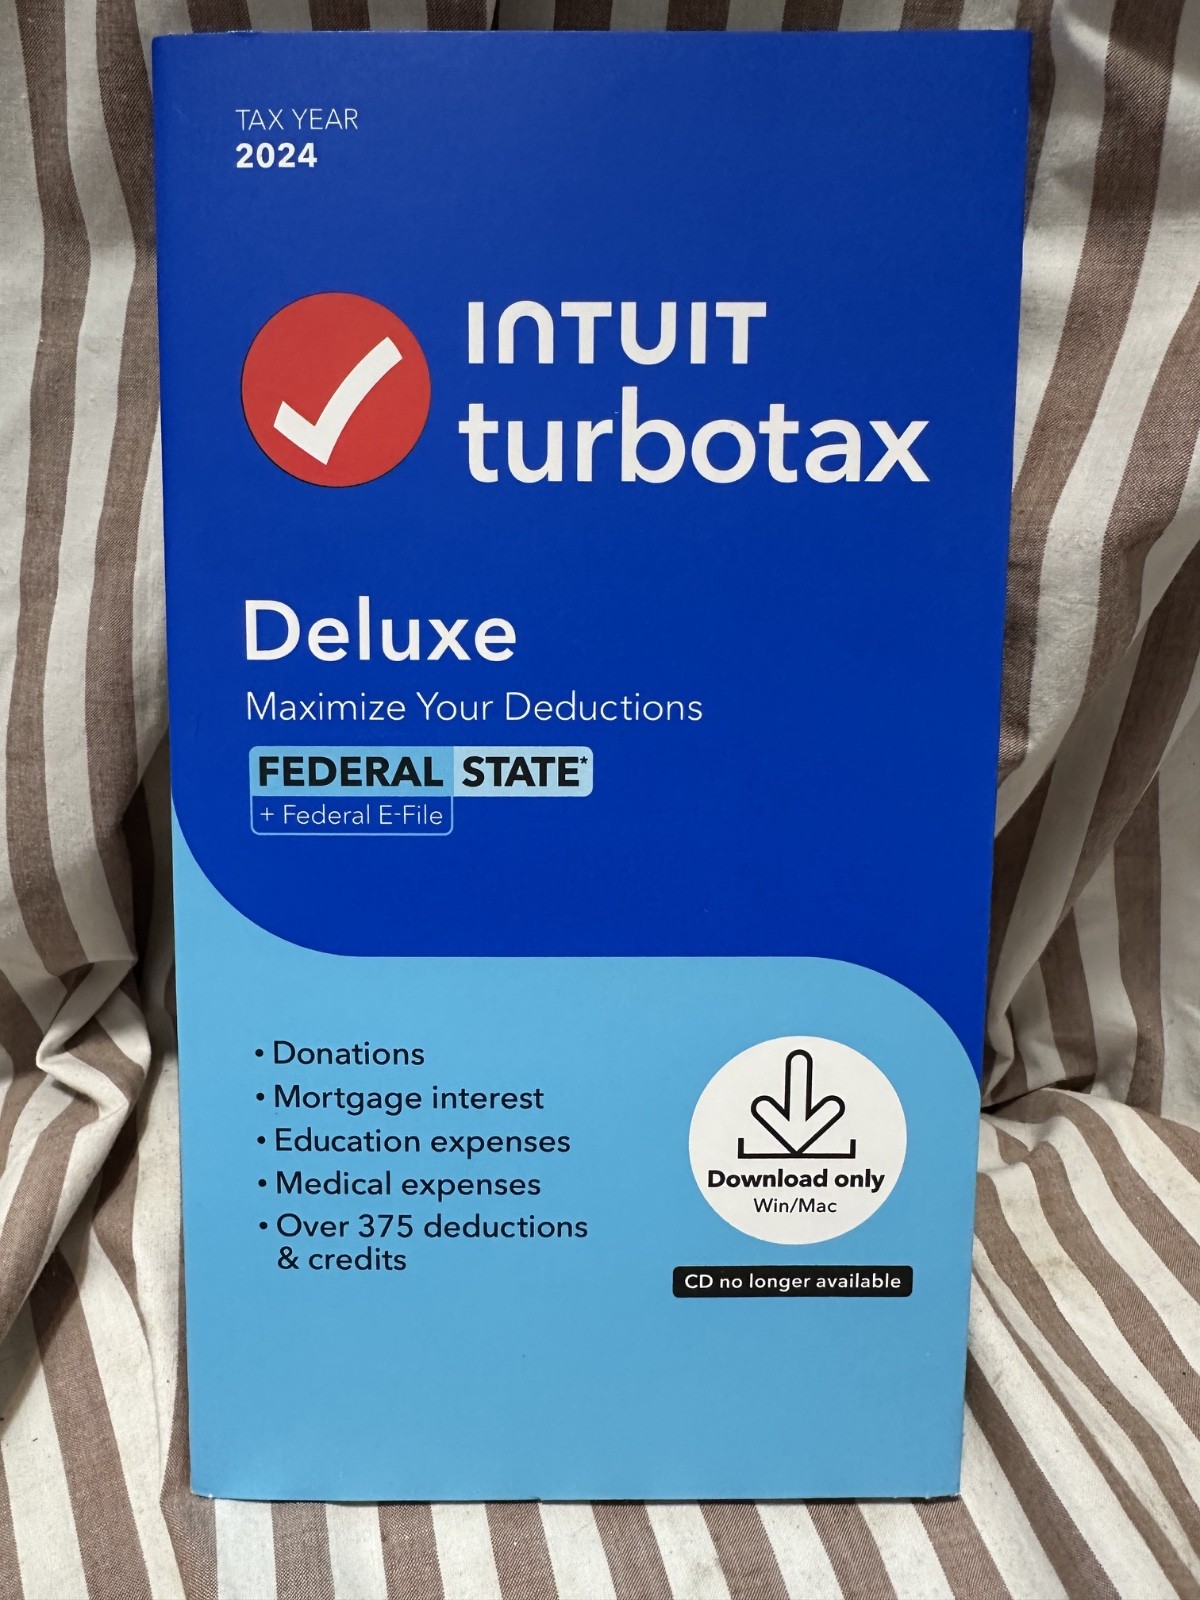 TAX YEAR
2024
INTUIT
turbotax
Deluxe
Maximize Your Deductions
FEDERAL STATE*
+ Federal E-File
• Donations
• Mortgage interest
• Education expenses
• Medical expenses
• Over 375 deductions
& credits
Download only
Win/Mac
CD no longer available